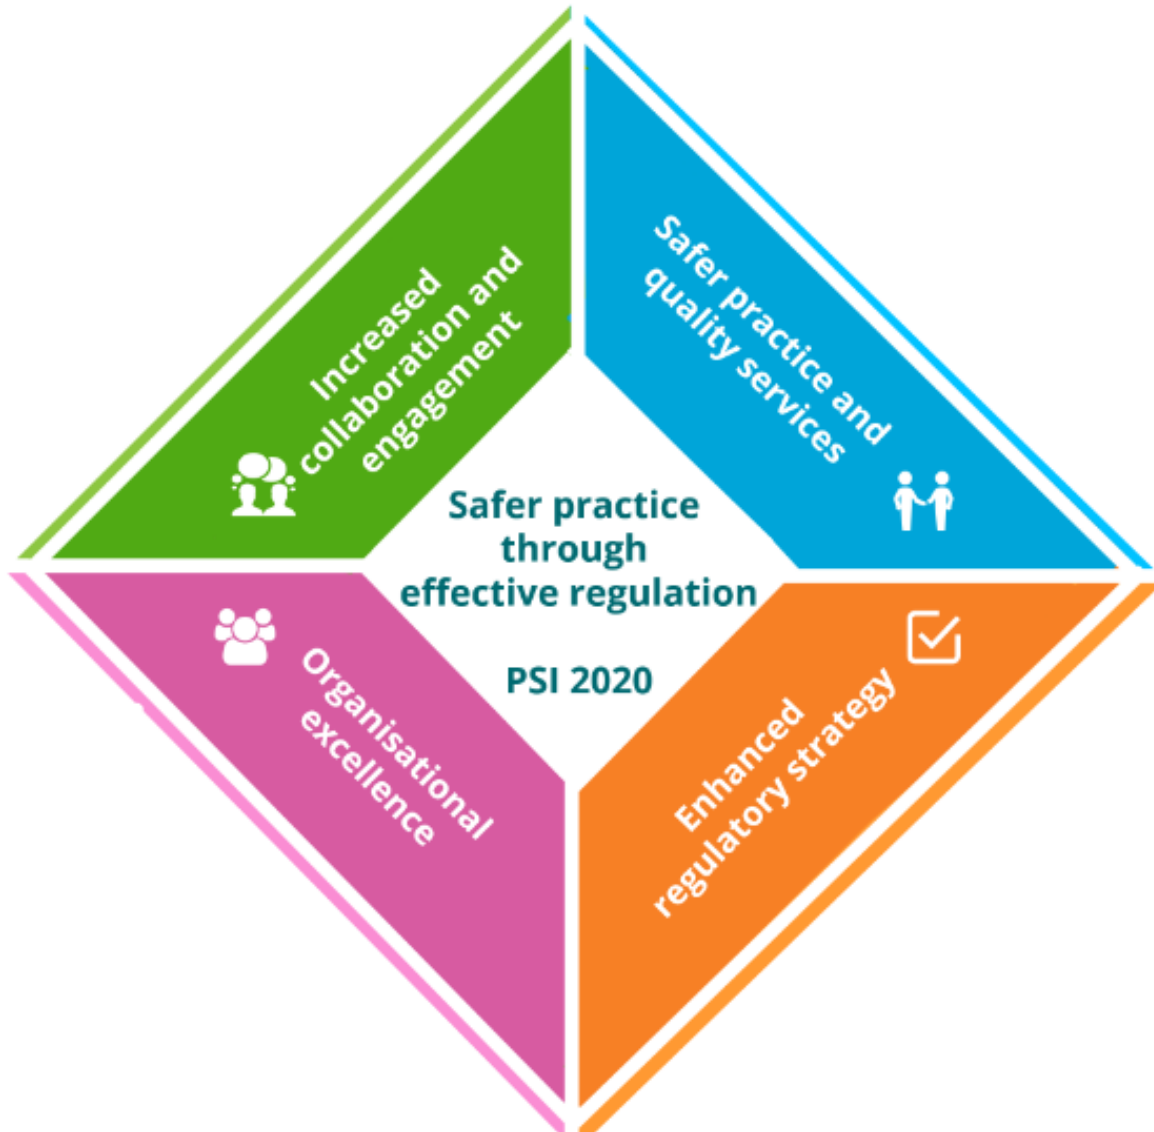 Increased
collaboration and
engagement
Safer practice and
quality services
Safer practice
through
effective regulation
PSI 2020
Organisational
excellence
Enhanced
regulatory strategy